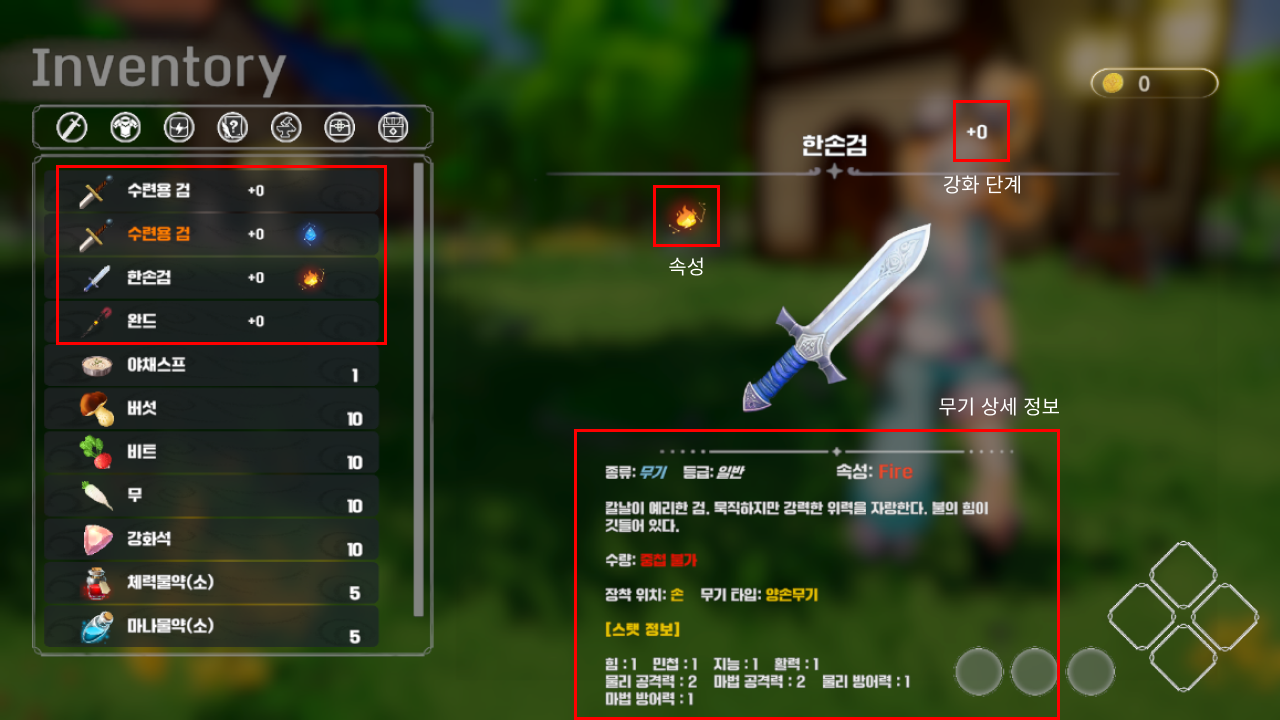 Inventory
0
수련용 검 +0
수련용 검 +0
한손검 +0
완드 +0
야채스프 1
버섯 10
비트 10
무 10
강화석 10
체력물약(소) 5
마나물약(소) 5
한손검 +0
강화 단계
속성
무기 상세 정보
종류: 무기 등급: 일반 속성: Fire
칼날이 예리한 검. 묵직하지만 강력한 위력을 자랑한다. 불의 힘이
깃들어 있다.
수량: 중첩 불가
장착 위치: 손 무기 타입: 양손무기
[스탯 정보]
힘 : 1 민첩 : 1 지능 : 1 활력 : 1
물리 공격력 : 2 마법 공격력 : 2 물리 방어력 : 1
마법 방어력 : 1